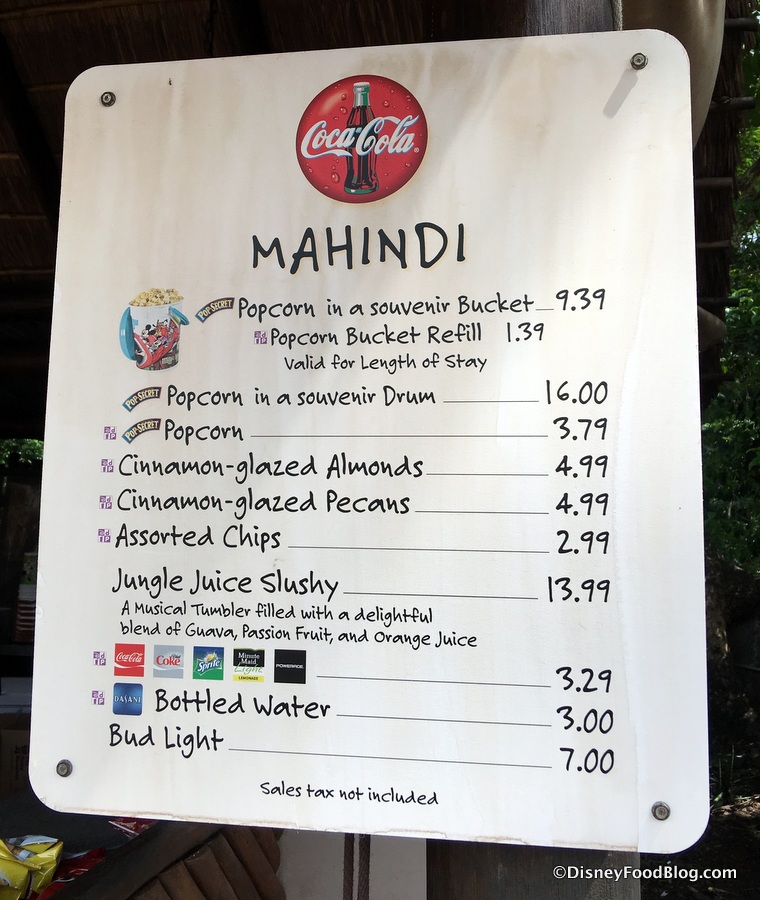 Coca-Cola
MAHINDI
POP-SECRET Popcorn in a souvenir Bucket 9.39
Popcorn Bucket Refill 1.39
Valid for Length of Stay
POP-SECRET Popcorn in a souvenir Drum 16.00
POP-SECRET Popcorn 3.79
Cinnamon-glazed Almonds 4.99
Cinnamon-glazed Pecans 4.99
Assorted Chips 2.99
Jungle Juice Slushy 13.99
A Musical Tumbler filled with a delightful
blend of Guava, Passion Fruit, and Orange Juice
Coca-Cola Coke Sprite Minute Maid Light LEMONADE POWERADE 3.29
DASANI Bottled Water 3.00
Bud Light 7.00
Sales tax not included
©DisneyFoodBlog.com